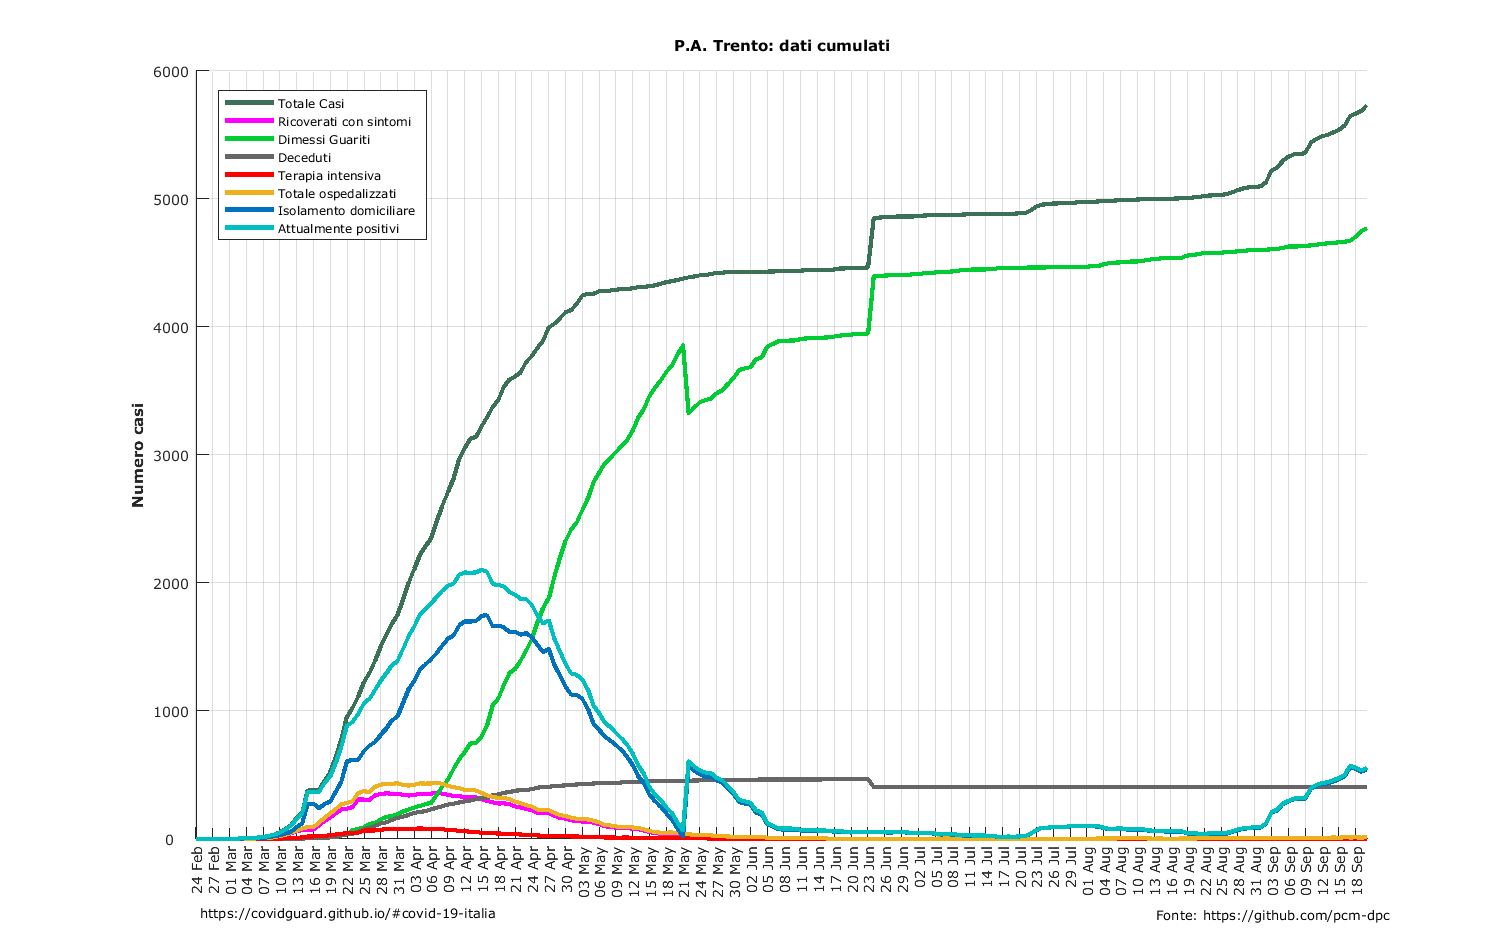 P.A. Trento: dati cumulati
6000
5000
4000
3000
2000
1000
0
Numero casi
Totale Casi
Ricoverati con sintomi
Dimessi Guariti
Deceduti
Terapia intensiva
Totale ospedalizzati
Isolamento domiciliare
Attualmente positivi
24 Feb
27 Feb
01 Mar
04 Mar
07 Mar
10 Mar
13 Mar
16 Mar
19 Mar
22 Mar
25 Mar
28 Mar
31 Mar
03 Apr
06 Apr
09 Apr
12 Apr
15 Apr
18 Apr
21 Apr
24 Apr
27 Apr
30 Apr
03 May
06 May
09 May
12 May
15 May
18 May
21 May
24 May
27 May
30 May
02 Jun
05 Jun
08 Jun
11 Jun
14 Jun
17 Jun
20 Jun
23 Jun
26 Jun
29 Jun
02 Jul
05 Jul
08 Jul
11 Jul
14 Jul
17 Jul
20 Jul
23 Jul
26 Jul
29 Jul
01 Aug
04 Aug
07 Aug
10 Aug
13 Aug
16 Aug
19 Aug
22 Aug
25 Aug
28 Aug
31 Aug
03 Sep
06 Sep
09 Sep
12 Sep
15 Sep
18 Sep
https://covidguard.github.io/#covid-19-italia
Fonte: https://github.com/pcm-dpc